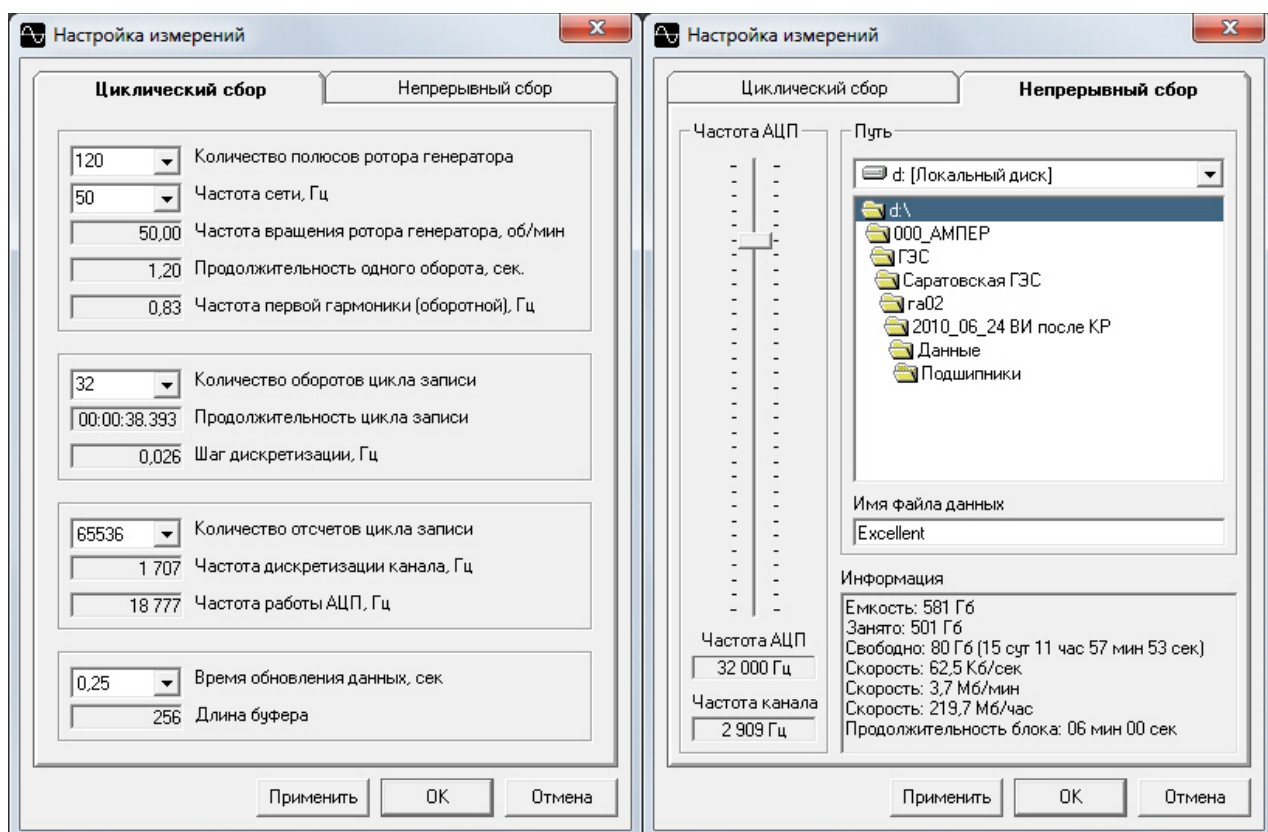 Настройка измерений
Циклический сбор
Непрерывный сбор
120 Количество полюсов ротора генератора
50 Частота сети, Гц
50,00 Частота вращения ротора генератора, об/мин
1,20 Продолжительность одного оборота, сек.
0,83 Частота первой гармоники (оборотной), Гц
32 Количество оборотов цикла записи
00:00:38.393 Продолжительность цикла записи
0,026 Шаг дискретизации, Гц
65536 Количество отсчетов цикла записи
1 707 Частота дискретизации канала, Гц
18 777 Частота работы АЦП, Гц
0,25 Время обновления данных, сек
256 Длина буфера
Применить
OK
Отмена
Настройка измерений
Циклический сбор
Непрерывный сбор
Частота АЦП
Частота АЦП
32 000 Гц
Частота канала
2 909 Гц
Путь
d: [Локальный диск]
d:\
000_АМПЕР
ГЭС
Саратовская ГЭС
га02
2010_06_24 ВИ после КР
Данные
Подшипники
Имя файла данных
Excellent
Информация
Емкость: 581 Гб
Занято: 501 Гб
Свободно: 80 Гб (15 сут 11 час 57 мин 53 сек)
Скорость: 62,5 Кб/сек
Скорость: 3,7 Мб/мин
Скорость: 219,7 Мб/час
Продолжительность блока: 06 мин 00 сек
Применить
OK
Отмена